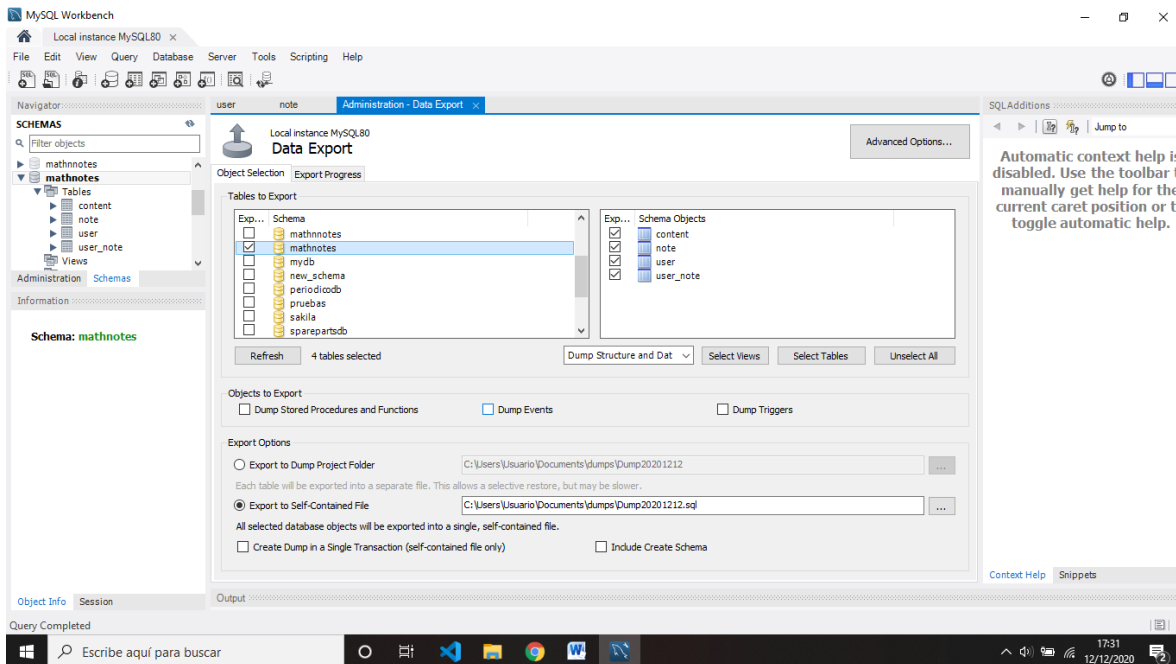 MySQL Workbench
Local instance MySQL80
File Edit View Query Database Server Tools Scripting Help
Navigator
SCHEMAS
Filter objects
mathnnotes
mathnotes
Tables
content
note
user
user_note
Views
Administration Schemas
Information
Schema: mathnotes
Object Info Session
user note Administration - Data Export
Local instance MySQL80
Data Export
Advanced Options...
Object Selection Export Progress
Tables to Export
Exp... Schema
mathnnotes
mathnotes
mydb
new_schema
periodicodb
pruebas
sakila
sparepartsdb
Exp... Schema Objects
content
note
user
user_note
Refresh 4 tables selected Dump Structure and Dat Select Views Select Tables Unselect All
Objects to Export
Dump Stored Procedures and Functions Dump Events Dump Triggers
Export Options
Export to Dump Project Folder C:\Users\Usuario\Documents\dumps\Dump20201212 ...
Each table will be exported into a separate file. This allows a selective restore, but may be slower.
Export to Self-Contained File C:\Users\Usuario\Documents\dumps\Dump20201212.sql ...
All selected database objects will be exported into a single, self-contained file.
Create Dump in a Single Transaction (self-contained file only) Include Create Schema
Output
SQLAdditions
Jump to
Automatic context help is
disabled. Use the toolbar t
manually get help for the
current caret position or t
toggle automatic help.
Context Help Snippets
Query Completed
Escribe aquí para buscar
17:31
12/12/2020